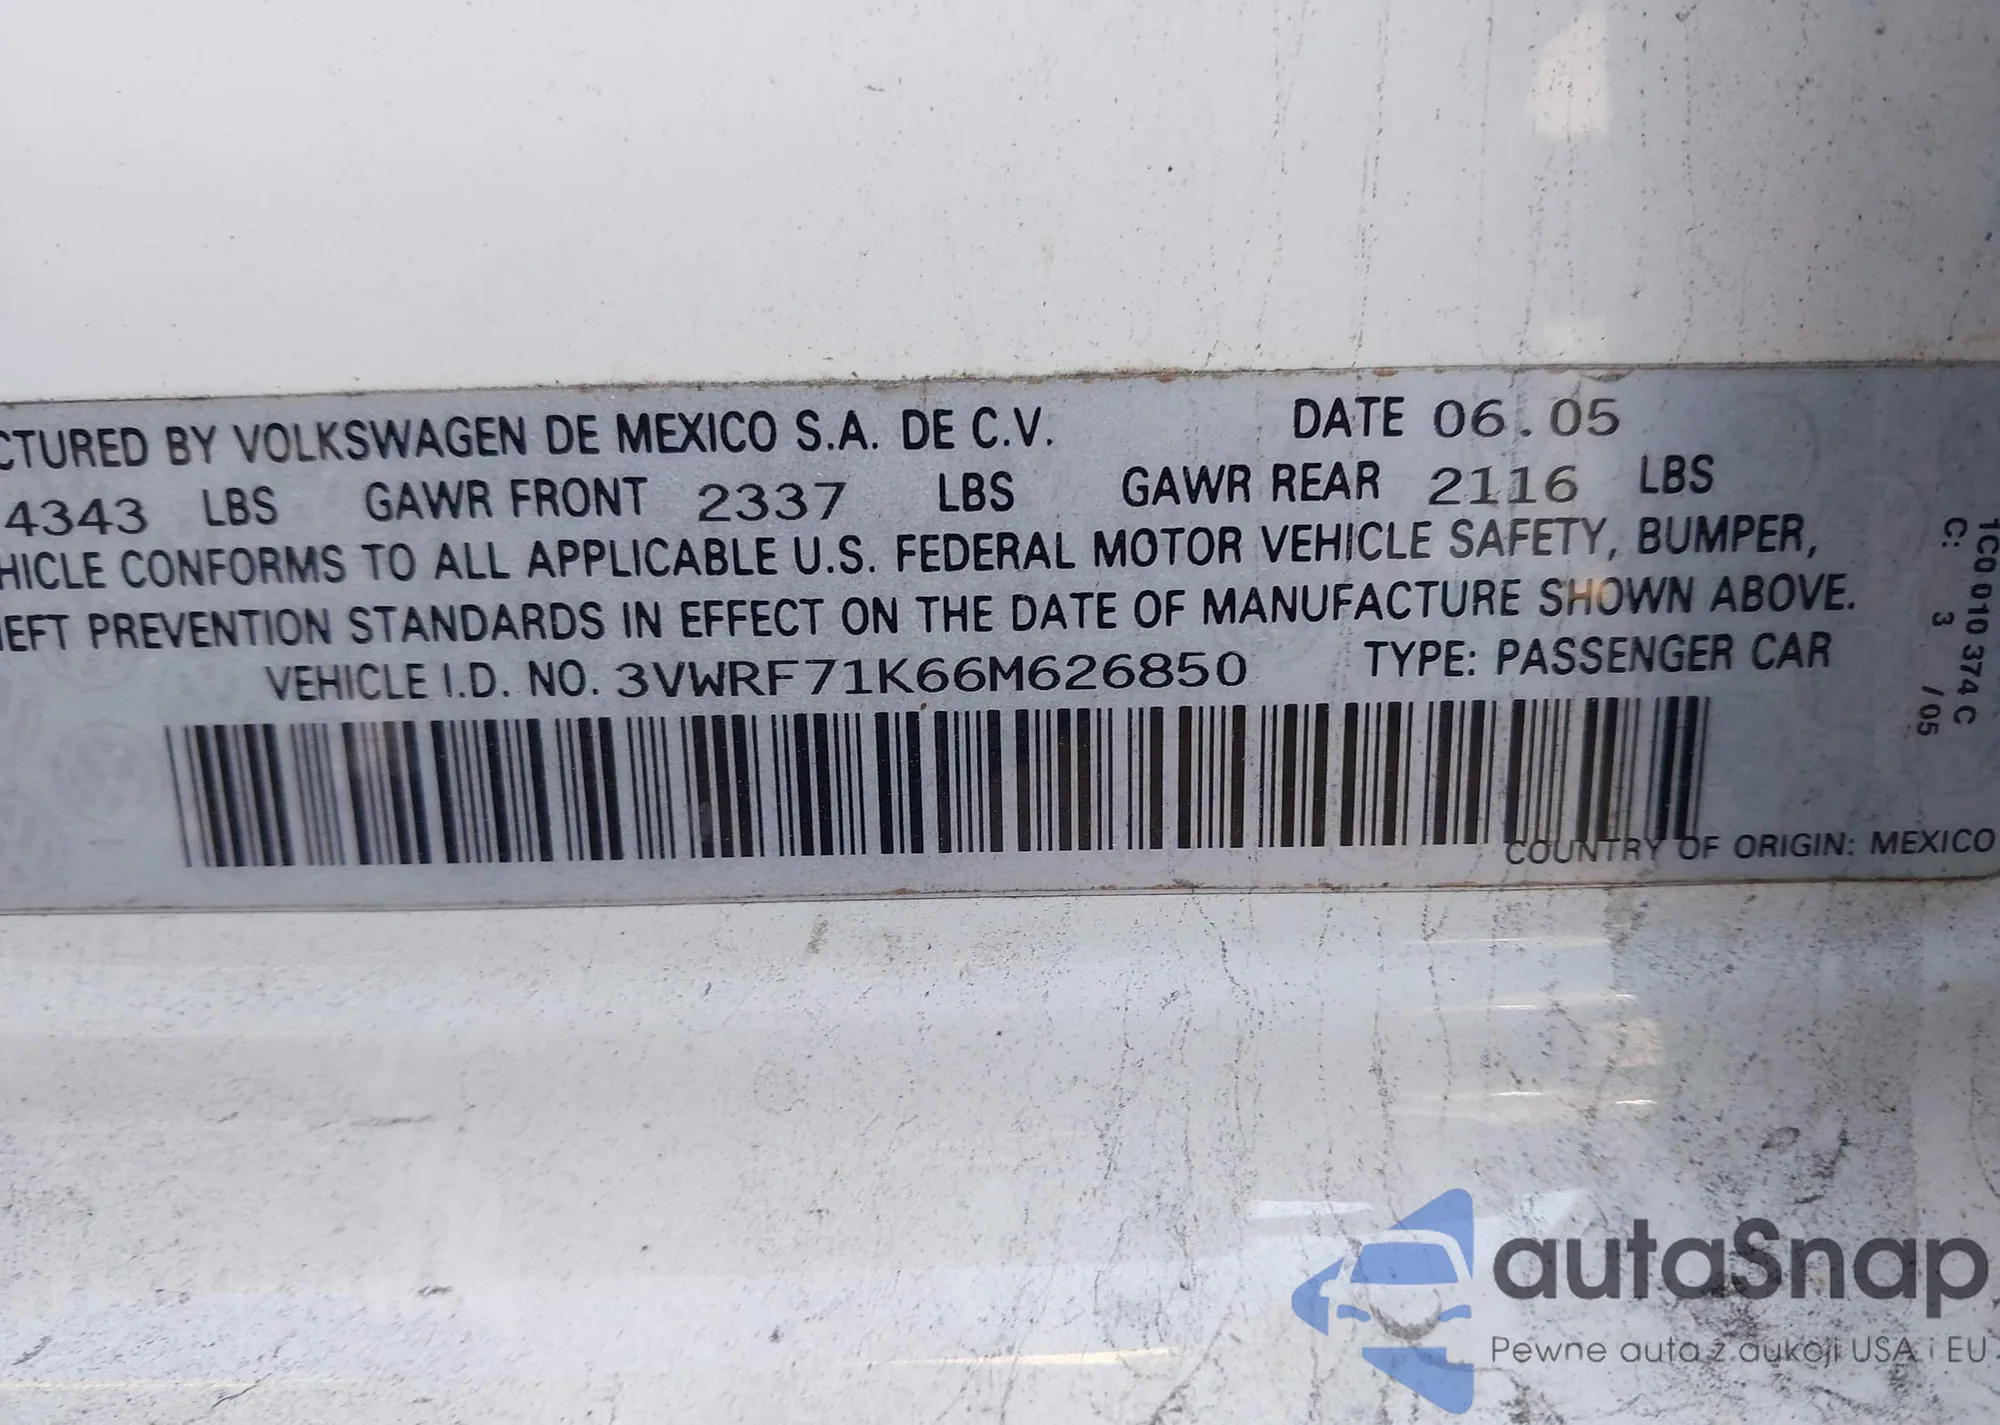 CTURED BY VOLKSWAGEN DE MEXICO S.A. DE C.V. DATE 06.05
4343 LBS GAWR FRONT 2337 LBS GAWR REAR 2116 LBS
HICLE CONFORMS TO ALL APPLICABLE U.S. FEDERAL MOTOR VEHICLE SAFETY, BUMPER,
EFT PREVENTION STANDARDS IN EFFECT ON THE DATE OF MANUFACTURE SHOWN ABOVE.
VEHICLE I.D. NO. 3VWRF71K66M626850 TYPE: PASSENGER CAR
COUNTRY OF ORIGIN: MEXICO
1C0 010 374 C
C: 3 /05
autaSnap
Pewne auta z aukcji USA i EU